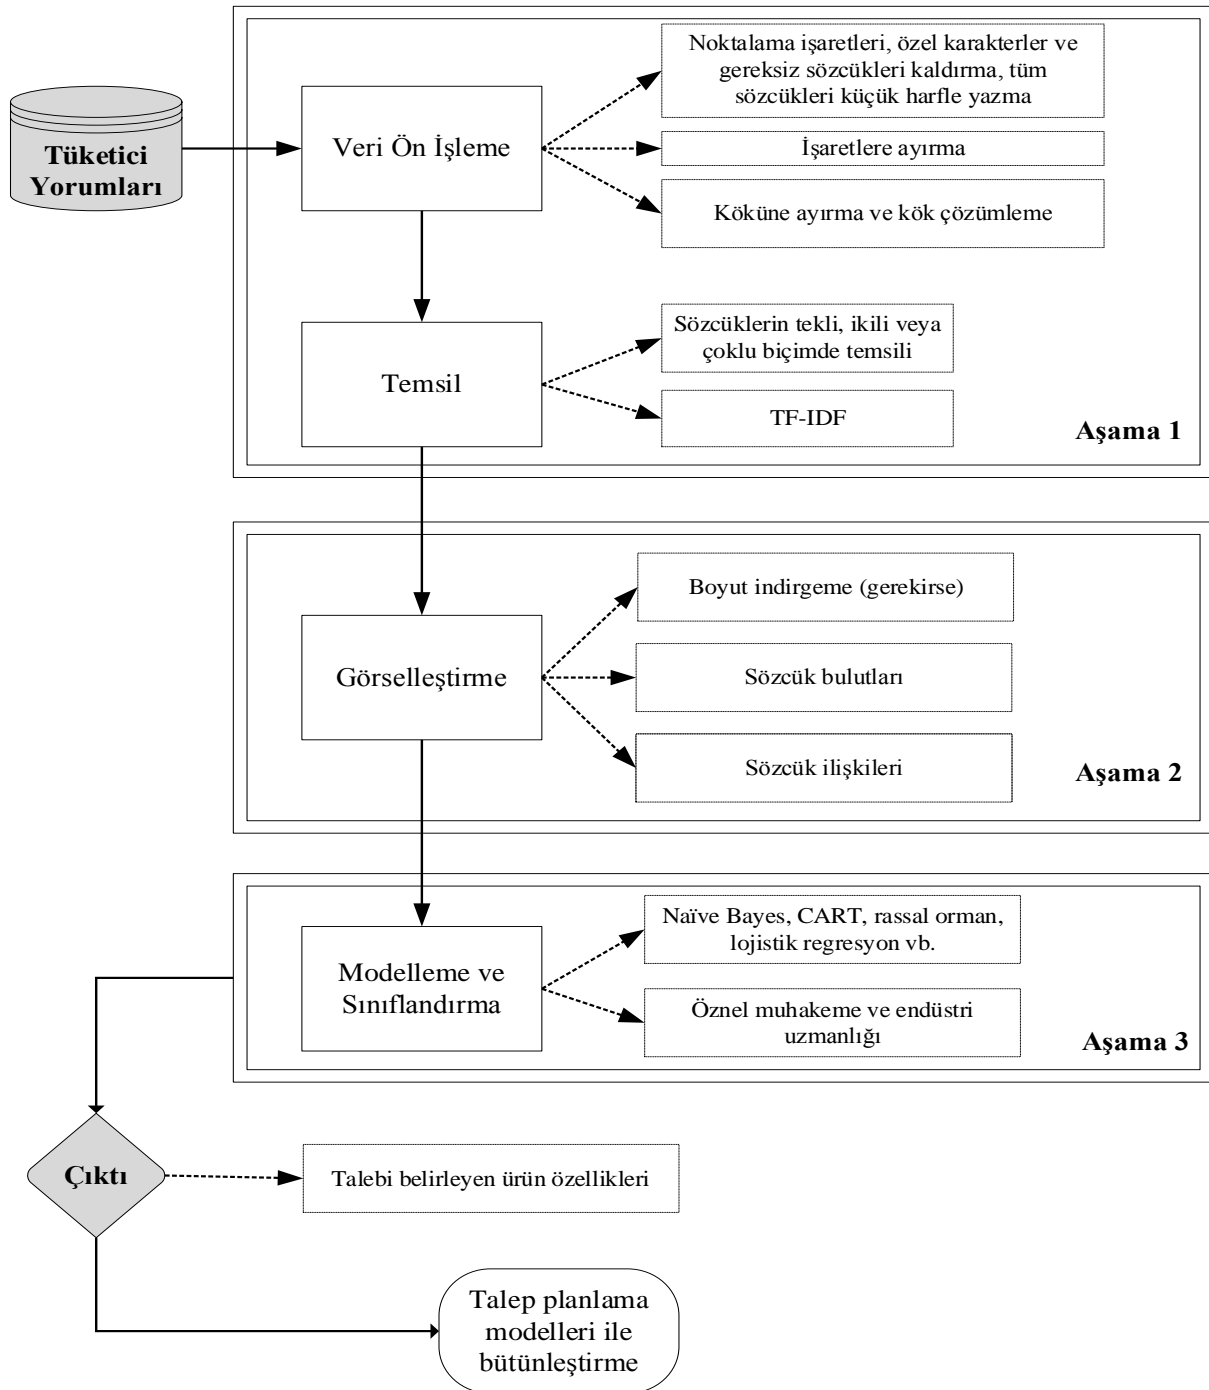 Tüketici
Yorumları
Veri Ön İşleme
Noktalama işaretleri, özel karakterler ve
gereksiz sözcükleri kaldırma, tüm
sözcükleri küçük harfle yazma
İşaretlere ayırma
Köküne ayırma ve kök çözümleme
Temsil
Sözcüklerin tekli, ikili veya
çoklu biçimde temsili
TF-IDF
Aşama 1
Görselleştirme
Boyut indirgeme (gerekirse)
Sözcük bulutları
Sözcük ilişkileri
Aşama 2
Modelleme ve
Sınıflandırma
Naïve Bayes, CART, rassal orman,
lojistik regresyon vb.
Öznel muhakeme ve endüstri
uzmanlığı
Aşama 3
Çıktı
Talebi belirleyen ürün özellikleri
Talep planlama
modelleri ile
bütünleştirme